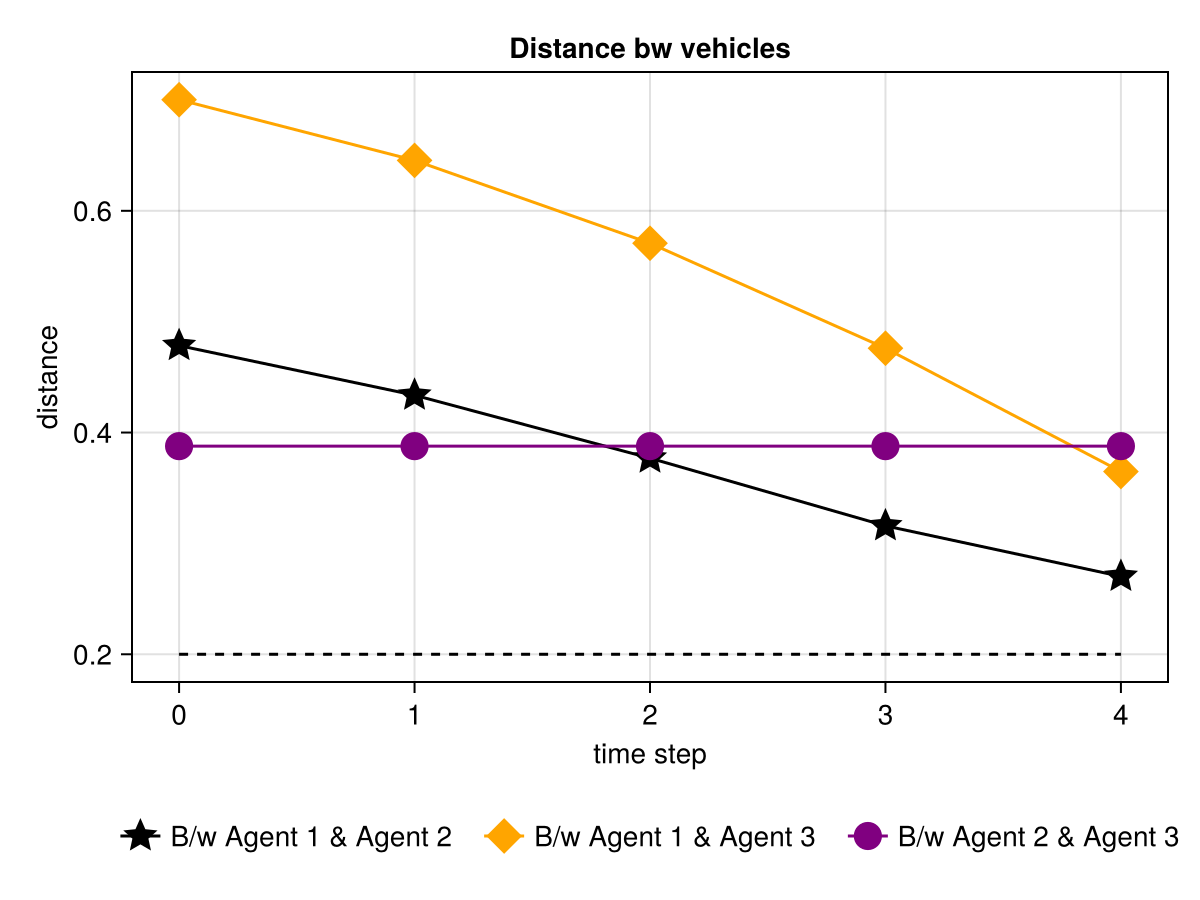 Distance bw vehicles
distance
0.6
0.4
0.2
0 1 2 3 4
time step
B/w Agent 1 & Agent 2 B/w Agent 1 & Agent 3 B/w Agent 2 & Agent 3